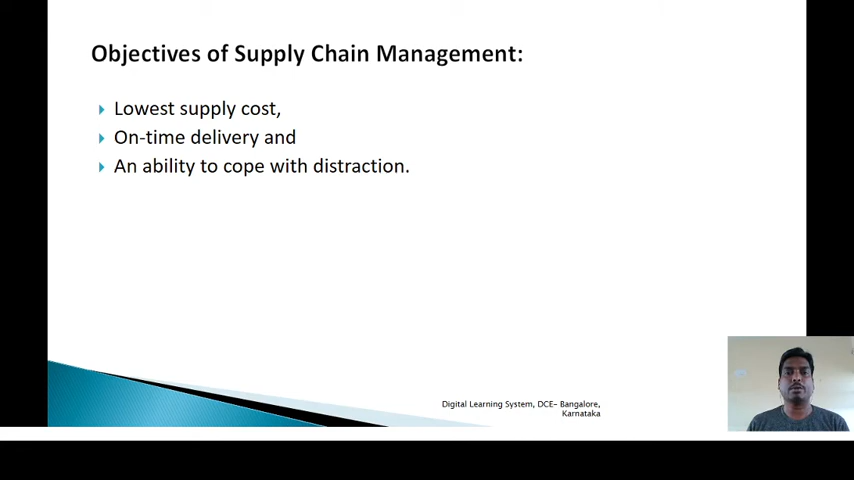 Objectives of Supply Chain Management:
Lowest supply cost,
On-time delivery and
An ability to cope with distraction.
Digital Learning System, DCE- Bangalore,
Karnataka